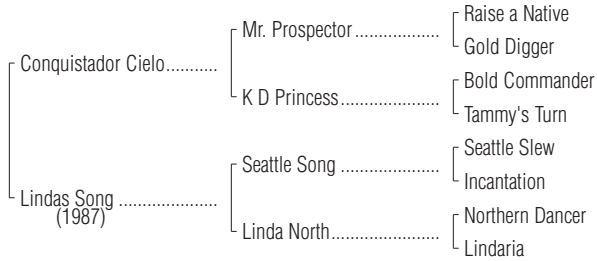 Raise a Native
Mr. Prospector ..................
Gold Digger
Conquistador Cielo...........
Bold Commander
K D Princess.....................
Tammy's Turn
Seattle Slew
Seattle Song .....................
Incantation
Lindas Song .....................
(1987)
Northern Dancer
Linda North.......................
Lindaria